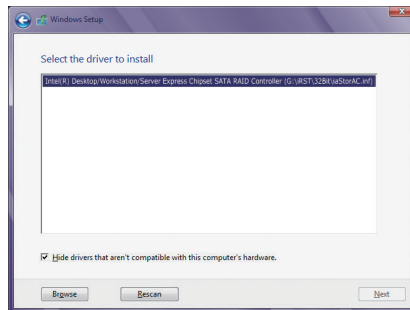 Windows Setup
Select the driver to install
Intel(R) Desktop/Workstation/Server Express Chipset SATA RAID Controller (G:\RST\32Bit\iaStorAC.inf)
Hide drivers that aren't compatible with this computer's hardware.
Browse Rescan Next